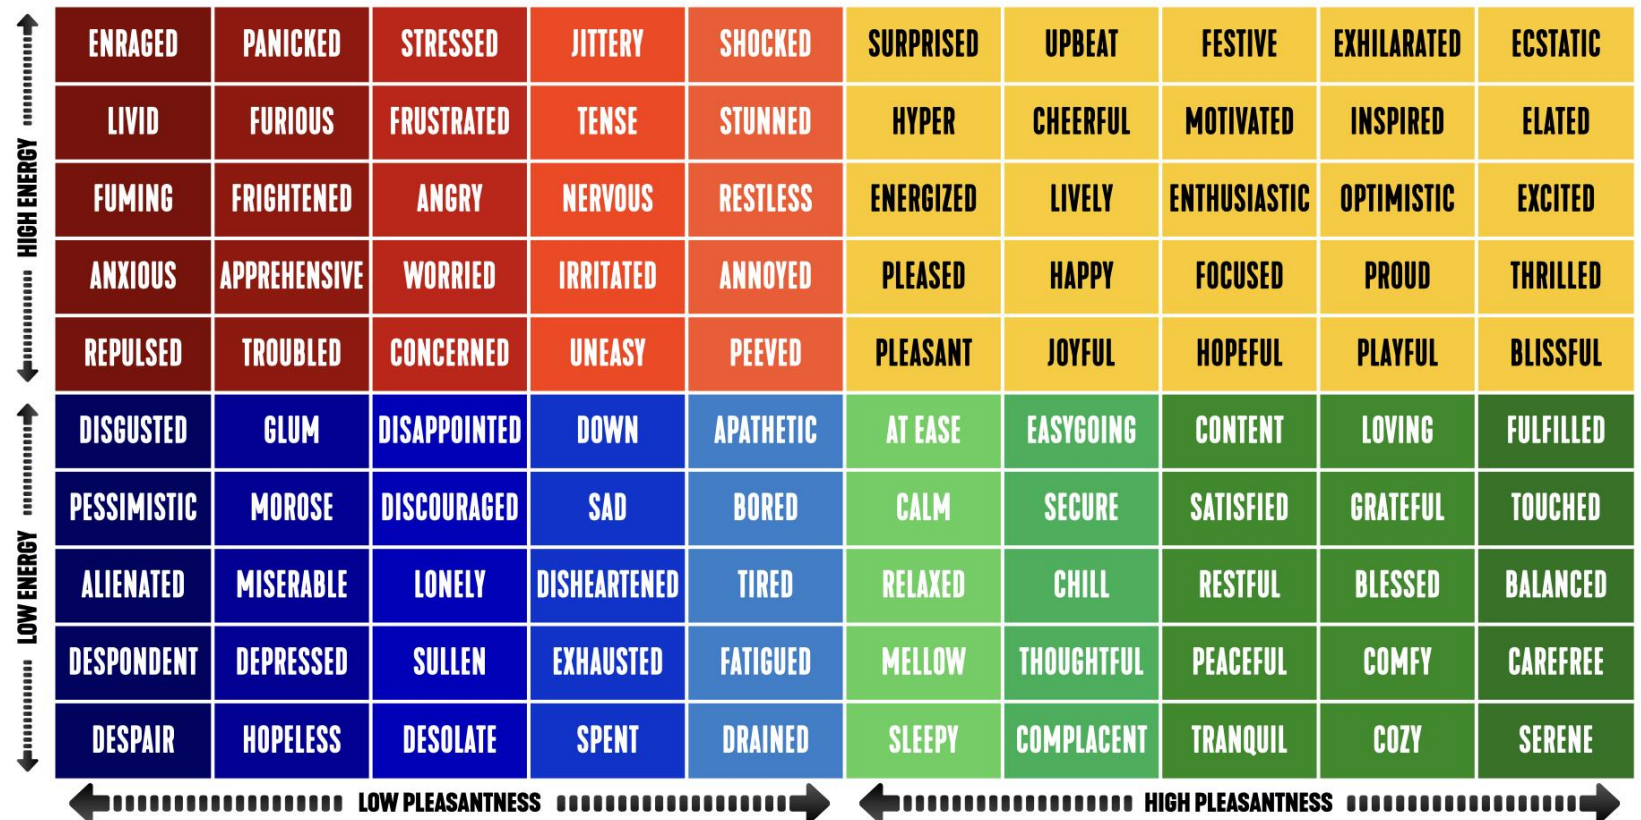 HIGH ENERGY
ENRAGED PANICKED STRESSED JITTERY SHOCKED SURPRISED UPBEAT FESTIVE EXHILARATED ECSTATIC
LIVID FURIOUS FRUSTRATED TENSE STUNNED HYPER CHEERFUL MOTIVATED INSPIRED ELATED
FUMING FRIGHTENED ANGRY NERVOUS RESTLESS ENERGIZED LIVELY ENTHUSIASTIC OPTIMISTIC EXCITED
ANXIOUS APPREHENSIVE WORRIED IRRITATED ANNOYED PLEASED HAPPY FOCUSED PROUD THRILLED
REPULSED TROUBLED CONCERNED UNEASY PEEVED PLEASANT JOYFUL HOPEFUL PLAYFUL BLISSFUL
LOW ENERGY
DISGUSTED GLUM DISAPPOINTED DOWN APATHETIC AT EASE EASYGOING CONTENT LOVING FULFILLED
PESSIMISTIC MOROSE DISCOURAGED SAD BORED CALM SECURE SATISFIED GRATEFUL TOUCHED
ALIENATED MISERABLE LONELY DISHEARTENED TIRED RELAXED CHILL RESTFUL BLESSED BALANCED
DESPONDENT DEPRESSED SULLEN EXHAUSTED FATIGUED MELLOW THOUGHTFUL PEACEFUL COMFY CAREFREE
DESPAIR HOPELESS DESOLATE SPENT DRAINED SLEEPY COMPLACENT TRANQUIL COZY SERENE
LOW PLEASANTNESS HIGH PLEASANTNESS